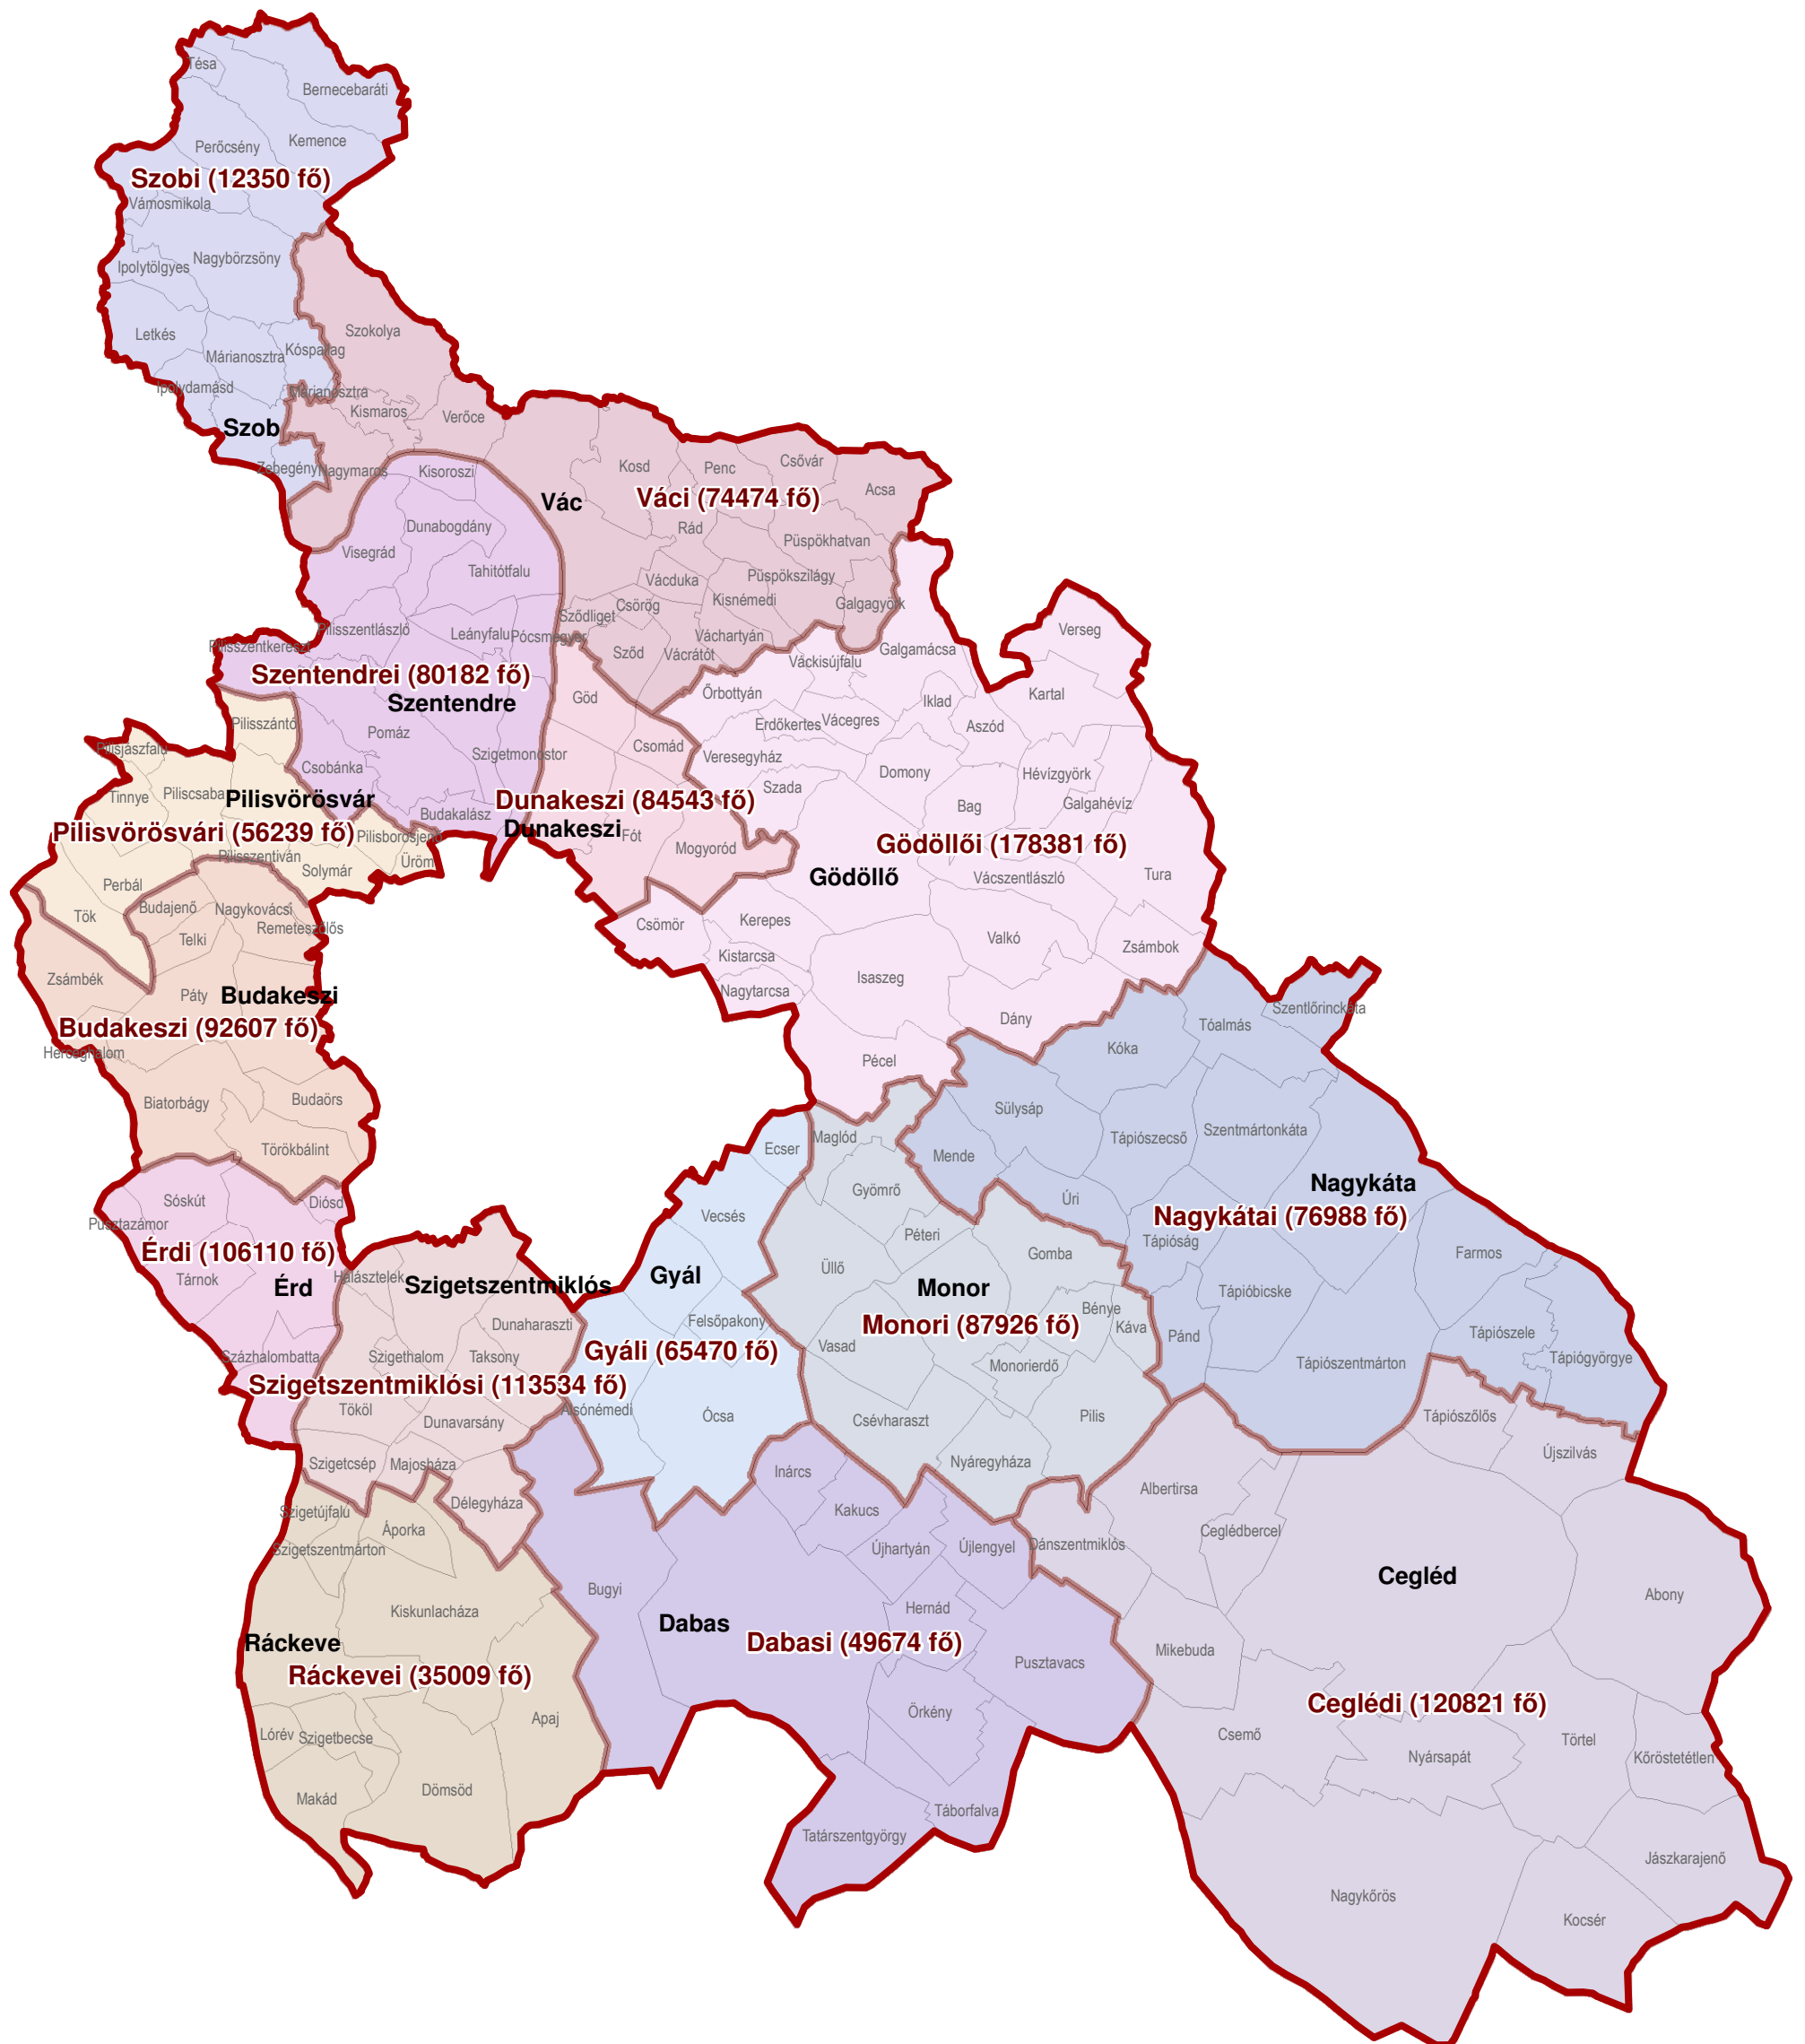 Tésa
Bernecebaráti
Kemence
Perőcsény
Szobi (12350 fő)
Vámosmikola
Nagybörzsöny
Ipolytölgyes
Szokolya
Letkés
Kóspallag
Márianosztra
Ipolydamásd
Márianosztra
Kismaros
Verőce
Szob
Zebegény
Nagymaros
Kisoroszi
Kosd
Penc
Csővár
Acsa
Vác
Váci (74474 fő)
Dunabogdány
Rád
Püspökhatvan
Visegrád
Tahitótfalu
Vácduka
Püspökszilágy
Kisnémedi
Galgagyörk
Csörög
Sződliget
Pilisszentlászló
Leányfalu
Pócsmegyer
Váchartyán
Verseg
Pilisszentkereszt
Sződ
Vácrátót
Galgamácsa
Váckisújfalu
Szentendrei (80182 fő)
Szentendre
Göd
Őrbottyán
Iklad
Kartal
Pilisszántó
Pomáz
Erdőkertes
Vácegres
Aszód
Pilisjászfalu
Csomád
Szigetmonostor
Veresegyház
Csobánka
Domony
Hévízgyörk
Tinnye
Piliscsaba
Pilisvörösvár
Szada
Dunakeszi (84543 fő)
Bag
Galgahévíz
Budakalász
Pilisvörösvári (56239 fő)
Pilisborosjenő
Dunakeszi
Fót
Mogyoród
Gödöllői (178381 fő)
Pilisszentiván
Üröm
Solymár
Gödöllő
Vácszentlászló
Tura
Perbál
Tök
Budajenő
Nagykovácsi
Remeteszőlős
Csömör
Kerepes
Telki
Valkó
Zsámbok
Kistarcsa
Zsámbék
Isaszeg
Páty
Budakeszi
Nagytarcsa
Szentlőrinckáta
Budakeszi (92607 fő)
Dány
Tóalmás
Herceghalom
Kóka
Pécel
Biatorbágy
Budaörs
Sülysáp
Szentmártonkáta
Tápiószecső
Maglód
Ecser
Törökbálint
Mende
Nagykáta
Gyömrő
Úri
Sóskút
Diósd
Vecsés
Nagykátai (76988 fő)
Pusztazámor
Péteri
Tápióság
Érdi (106110 fő)
Gomba
Farmos
Üllő
Tárnok
Halásztelek
Gyál
Érd
Szigetszentmiklós
Monor
Tápióbicske
Bénye
Felsőpakony
Dunaharaszti
Monori (87926 fő)
Káva
Pánd
Tápiószele
Gyáli (65470 fő)
Vasad
Százhalombatta
Szigethalom
Taksony
Monorierdő
Tápiószentmárton
Tápiógyörgye
Szigetszentmiklósi (113534 fő)
Tököl
Alsónémedi
Ócsa
Csévharaszt
Pilis
Tápiószőlős
Dunavarsány
Újszilvás
Szigetcsép
Majosháza
Inárcs
Nyáregyháza
Albertirsa
Délegyháza
Szigetújfalu
Kakucs
Áporka
Ceglédbercel
Dánszentmiklós
Szigetszentmárton
Újhartyán
Újlengyel
Cegléd
Bugyi
Abony
Kiskunlacháza
Hernád
Dabas
Ráckeve
Dabasi (49674 fő)
Mikebuda
Pusztavacs
Ráckevei (35009 fő)
Ceglédi (120821 fő)
Apaj
Örkény
Lórév
Szigetbecse
Csemő
Törtel
Nyársapát
Kőröstetétlen
Dömsöd
Makád
Táborfalva
Tatárszentgyörgy
Jászkarajenő
Nagykőrös
Kocsér